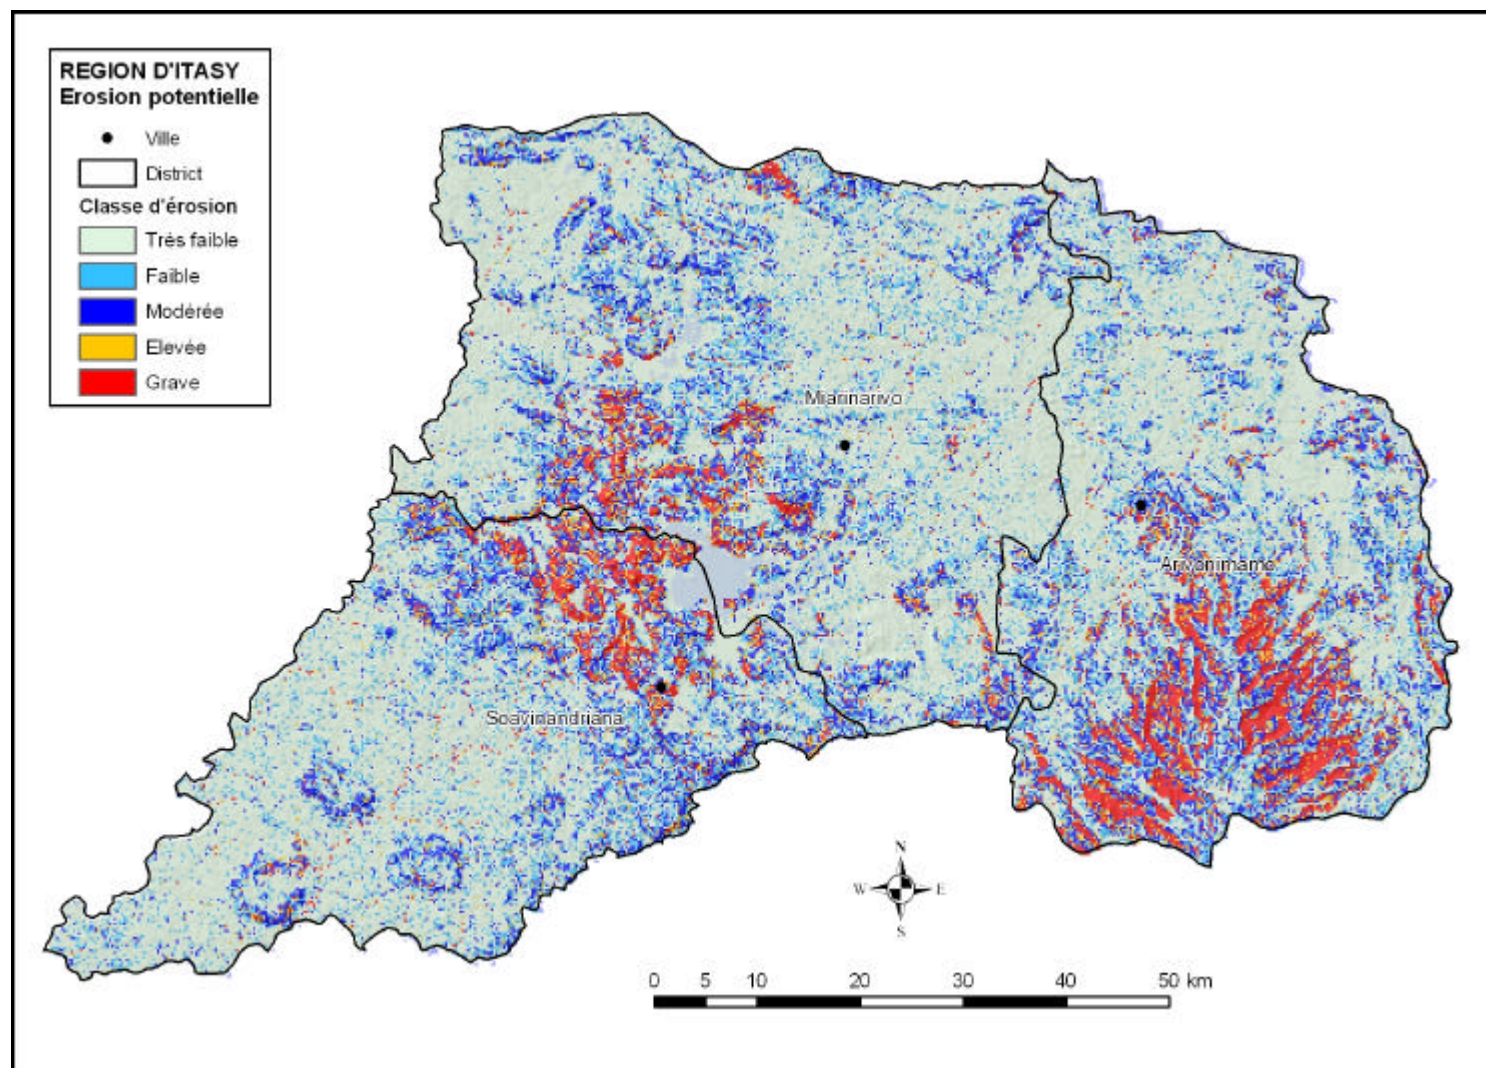 REGION D'ITASY
Erosion potentielle
Ville
District
Classe d'érosion
Trés faible
Faible
Modérée
Elevée
Grave
Miarinarivo
Arivonimamo
Soavinandriana
N
W E
S
0 5 10 20 30 40 50 km